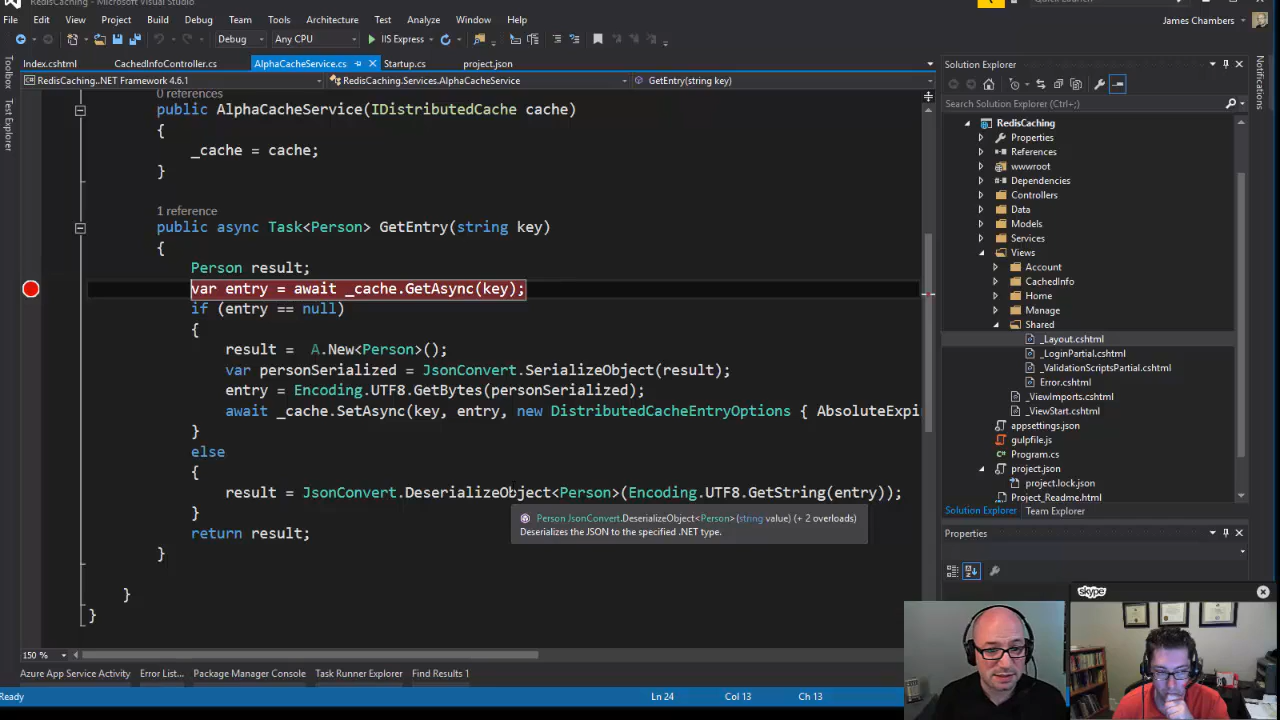 RedisCaching - Microsoft Visual Studio
File Edit View Project Build Debug Team Tools Architecture Test Analyze Window Help
James Chambers
Debug Any CPU IIS Express
Index.cshtml CachedInfoController.cs AlphaCacheService.cs Startup.cs project.json
RedisCaching..NET Framework 4.6.1 RedisCaching.Services.AlphaCacheService GetEntry(string key)
Toolbox
Test Explorer
0 references
public AlphaCacheService(IDistributedCache cache)
{
_cache = cache;
}
1 reference
public async Task<Person> GetEntry(string key)
{
Person result;
var entry = await _cache.GetAsync(key);
if (entry == null)
{
result =  A.New<Person>();
var personSerialized = JsonConvert.SerializeObject(result);
entry = Encoding.UTF8.GetBytes(personSerialized);
await _cache.SetAsync(key, entry, new DistributedCacheEntryOptions { AbsoluteExpi
}
else
{
result = JsonConvert.DeserializeObject<Person>(Encoding.UTF8.GetString(entry));
}
return result;
}
}
}
Person JsonConvert.DeserializeObject<Person>(string value) (+ 2 overloads)
Deserializes the JSON to the specified .NET type.
150 %
Azure App Service Activity Error List... Package Manager Console Task Runner Explorer Find Results 1
Ready Ln 24 Col 13 Ch 13
Solution Explorer
Search Solution Explorer (Ctrl+;)
RedisCaching
Properties
References
wwwroot
Dependencies
Controllers
Data
Models
Services
Views
Account
CachedInfo
Home
Manage
Shared
_Layout.cshtml
_LoginPartial.cshtml
_ValidationScriptsPartial.cshtml
Error.cshtml
_ViewImports.cshtml
_ViewStart.cshtml
appsettings.json
gulpfile.js
Program.cs
project.json
project.lock.json
Project_Readme.html
Solution Explorer Team Explorer
Properties
Notifications
skype